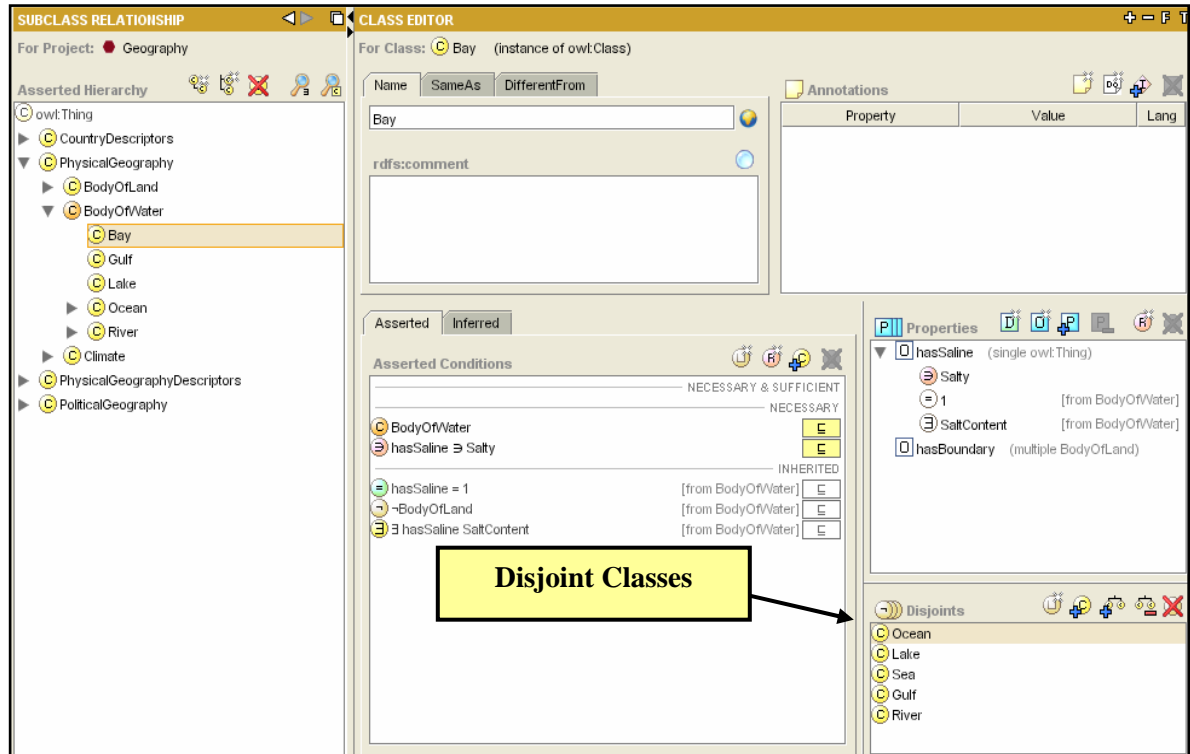 SUBCLASS RELATIONSHIP
For Project: Geography
Asserted Hierarchy
C owl:Thing
C CountryDescriptors
C PhysicalGeography
C BodyOfLand
C BodyOfWater
C Bay
C Gulf
C Lake
C Ocean
C River
C Climate
C PhysicalGeographyDescriptors
C PoliticalGeography
CLASS EDITOR
F T
For Class: C Bay (instance of owl:Class)
Name SameAs DifferentFrom
Bay
rdfs:comment
Annotations
Property Value Lang
Asserted Inferred
Asserted Conditions
NECESSARY & SUFFICIENT
NECESSARY
C BodyOfWater ⊑
∋ hasSaline ∋ Salty ⊑
INHERITED
= hasSaline = 1 [from BodyOfWater] ⊑
¬ ¬BodyOfLand [from BodyOfWater] ⊑
∃ ∃ hasSaline SaltContent [from BodyOfWater] ⊑
Disjoint Classes
P Properties
O hasSaline (single owl:Thing)
∋ Salty
= 1 [from BodyOfWater]
∃ SaltContent [from BodyOfWater]
O hasBoundary (multiple BodyOfLand)
¬ Disjoints
C Ocean
C Lake
C Sea
C Gulf
C River